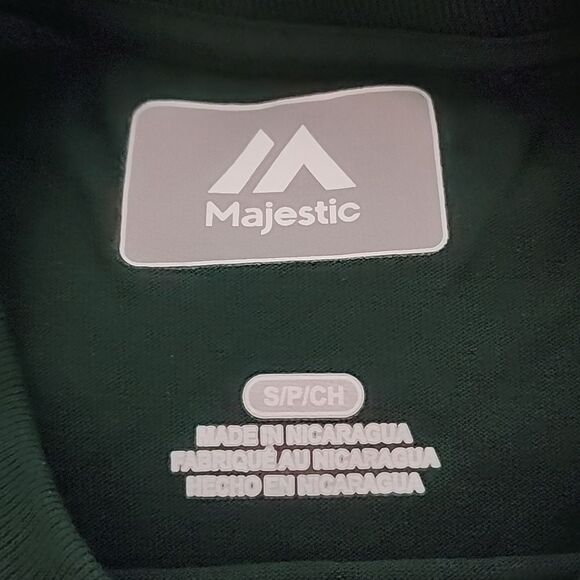 Majestic
S/P/CH
MADE IN NICARAGUA
FABRIQUÉ AU NICARAGUA
HECHO EN NICARAGUA